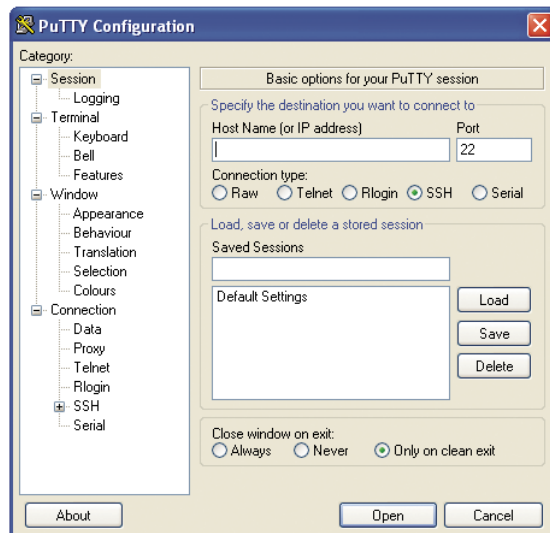 PuTTY Configuration
Category:
Session
Logging
Terminal
Keyboard
Bell
Features
Window
Appearance
Behaviour
Translation
Selection
Colours
Connection
Data
Proxy
Telnet
Rlogin
SSH
Serial
Basic options for your PuTTY session
Specify the destination you want to connect to
Host Name (or IP address) Port
22
Connection type:
Raw Telnet Rlogin SSH Serial
Load, save or delete a stored session
Saved Sessions
Default Settings
Load
Save
Delete
Close window on exit:
Always Never Only on clean exit
About Open Cancel